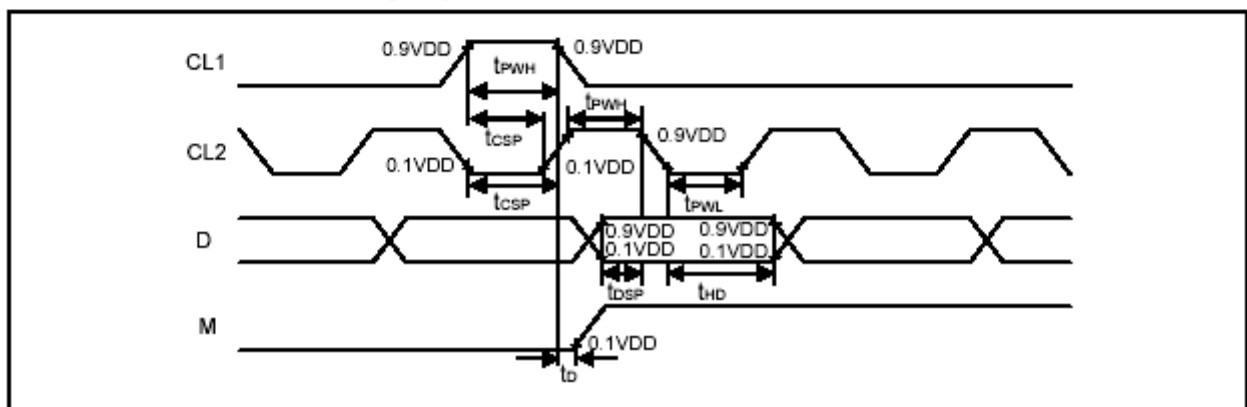 CL1
0.9VDD
0.9VDD
tPWH
tPWH
tCSP
CL2
0.9VDD
0.1VDD
0.1VDD
tCSP
tPWL
D
0.9VDD
0.9VDD
0.1VDD
0.1VDD
tDSP
tHD
M
0.1VDD
tD